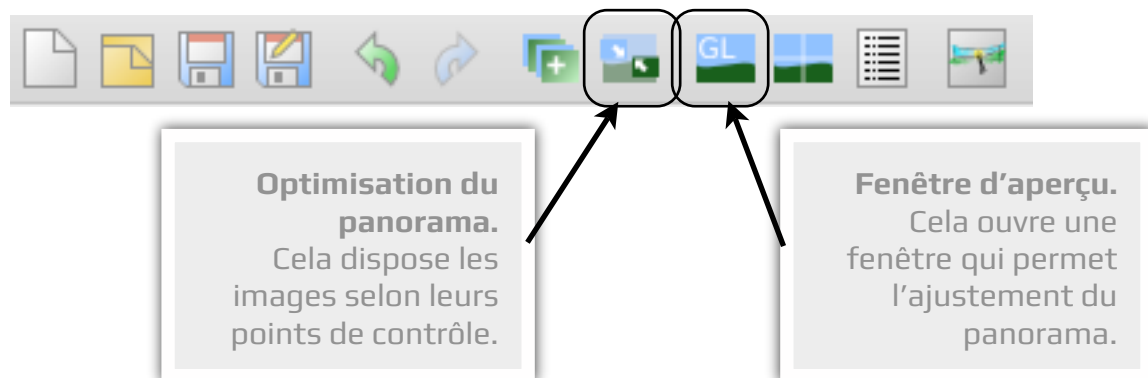 GL
Optimisation du
panorama.
Cela dispose les
images selon leurs
points de contrôle.
Fenêtre d’aperçu.
Cela ouvre une
fenêtre qui permet
l’ajustement du
panorama.